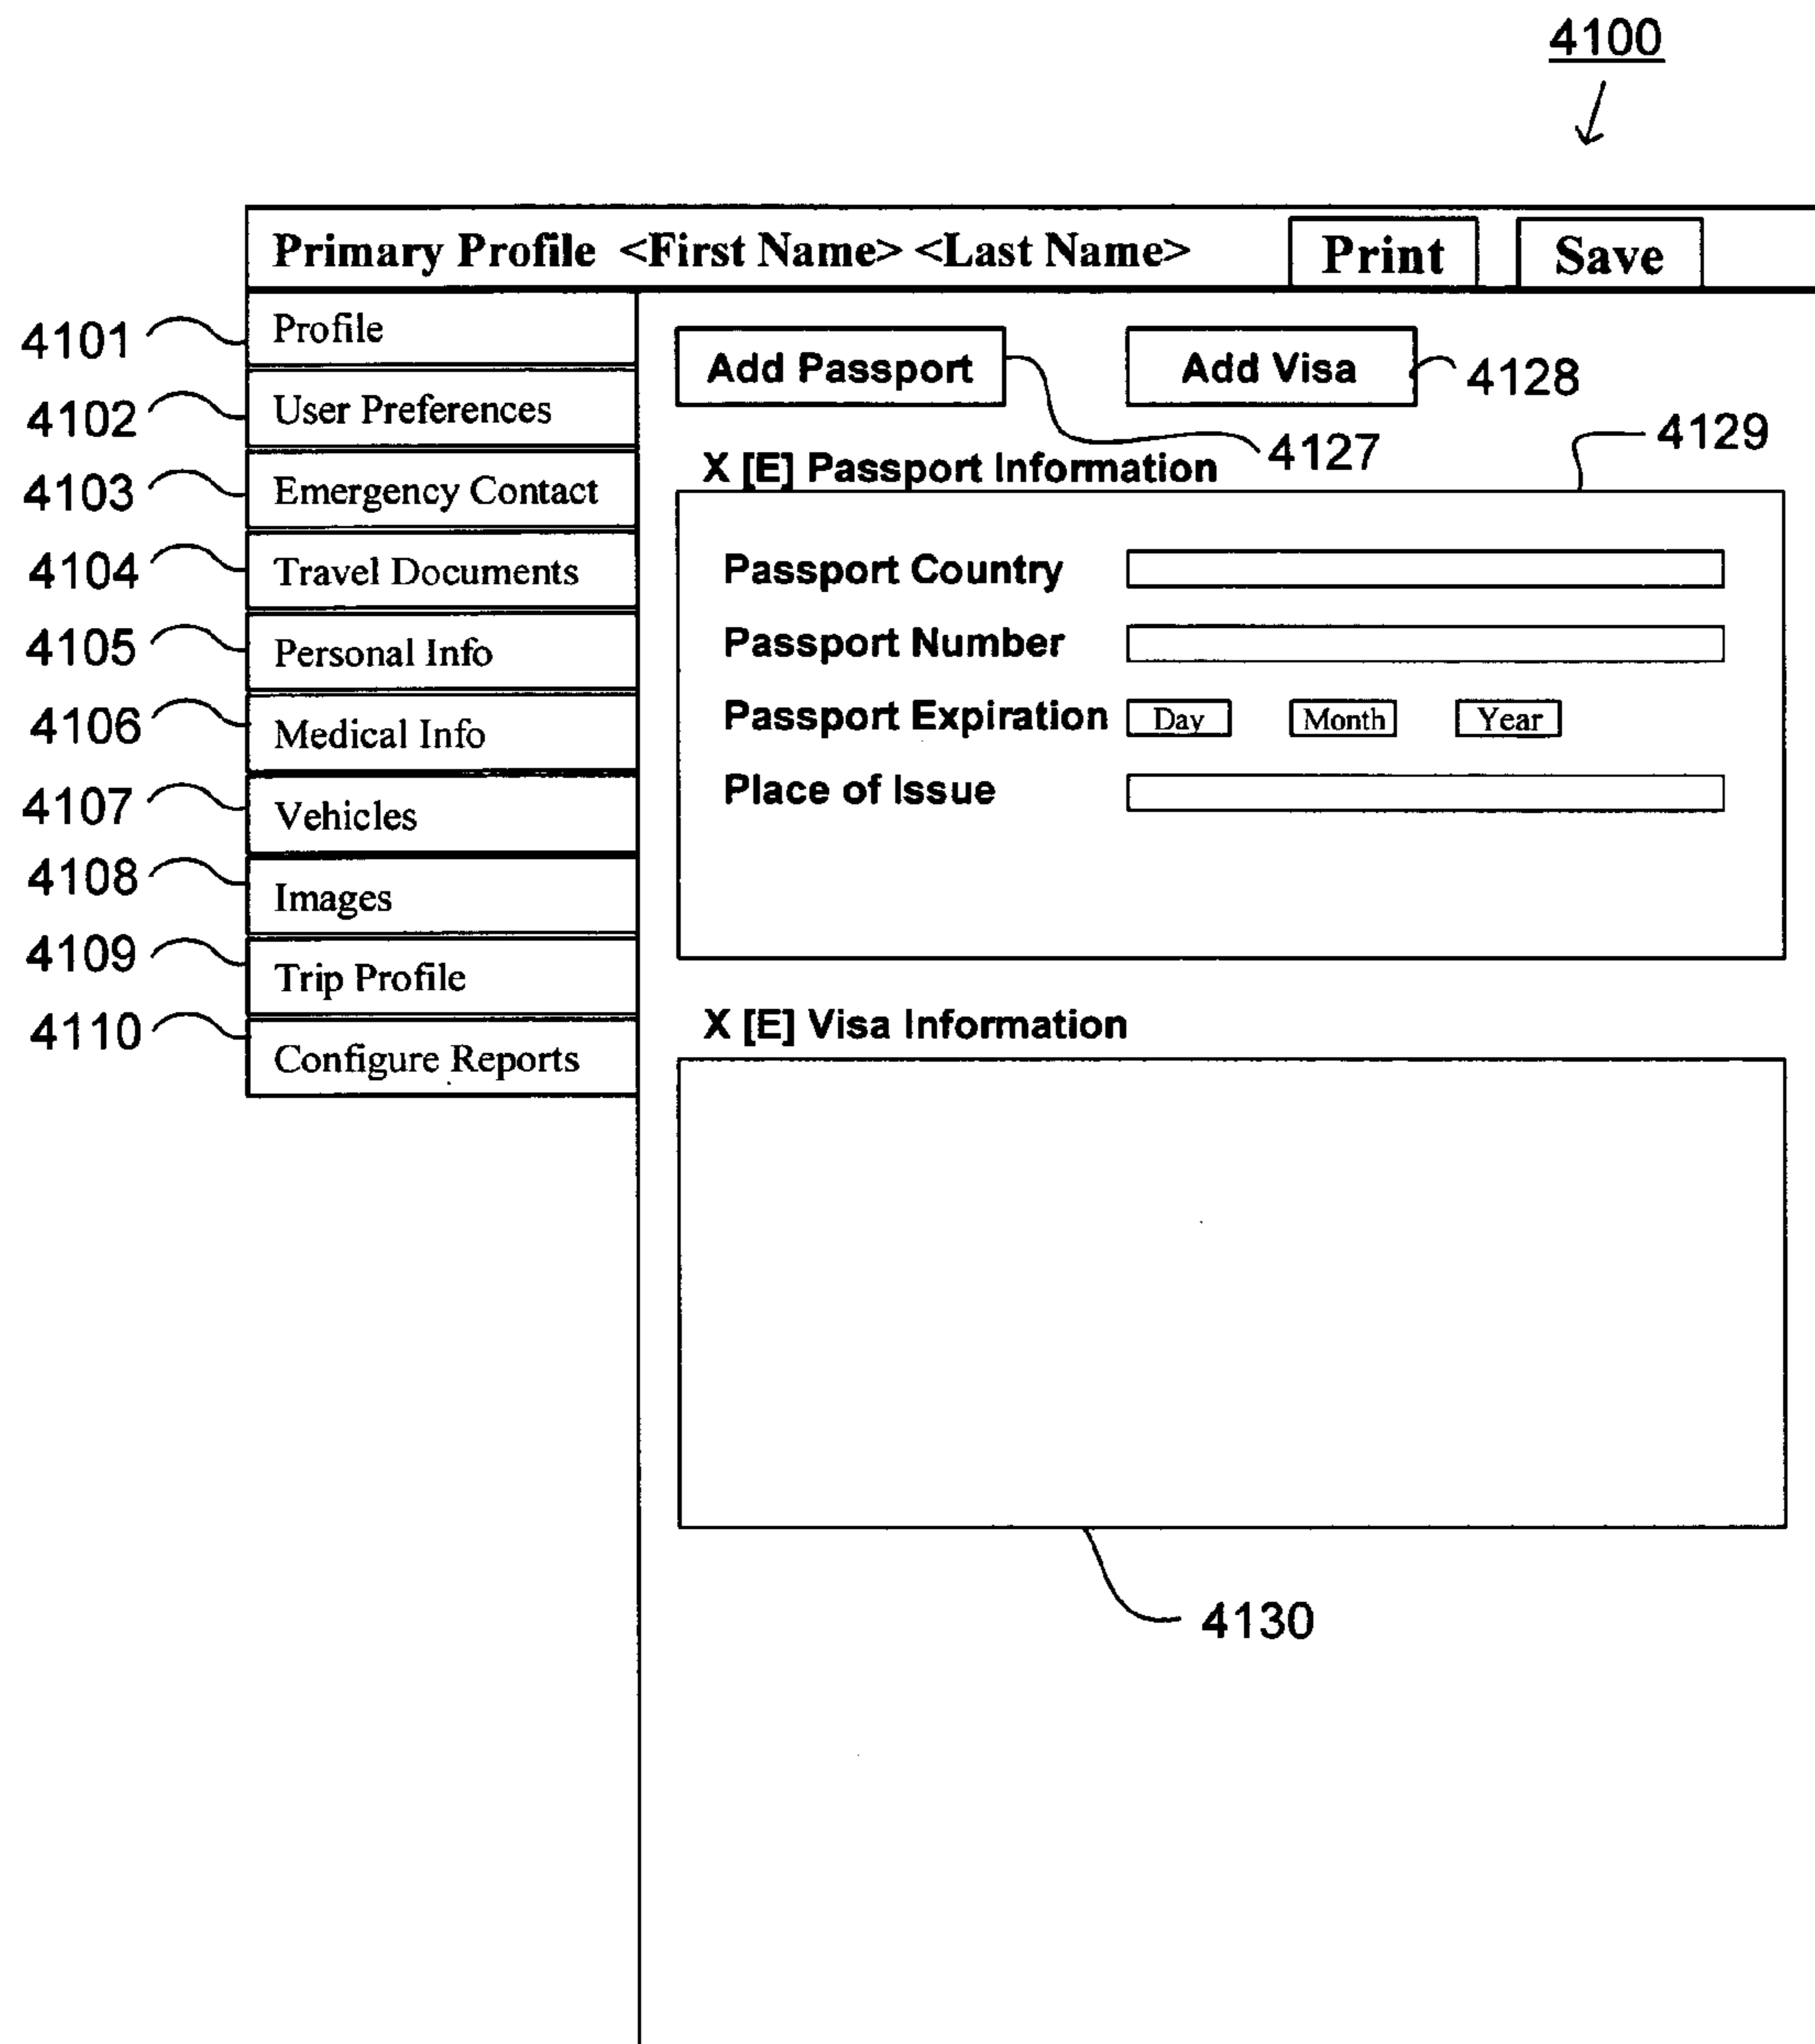 4100
Primary Profile <First Name> <Last Name> Print Save
4101 Profile
4102 User Preferences
4103 Emergency Contact
4104 Travel Documents
4105 Personal Info
4106 Medical Info
4107 Vehicles
4108 Images
4109 Trip Profile
4110 Configure Reports
Add Passport Add Visa 4128
4127 4129
X [E] Passport Information
Passport Country
Passport Number
Passport Expiration Day Month Year
Place of Issue
X [E] Visa Information
4130